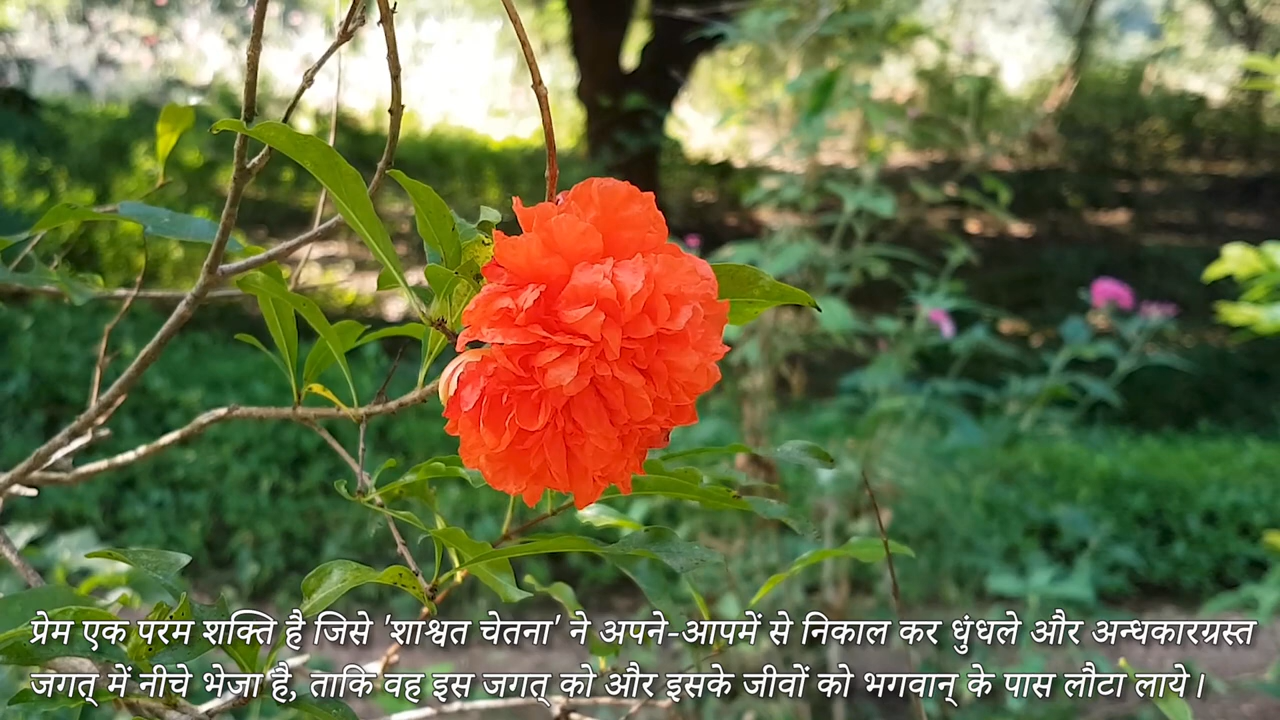 प्रेम एक परम शक्ति है जिसे 'शाश्वत चेतना' ने अपने-आपमें से निकाल कर धुंधले और अन्धकारग्रस्त
जगत् में नीचे भेजा है, ताकि वह इस जगत् को और इसके जीवों को भगवान् के पास लौटा लाये।